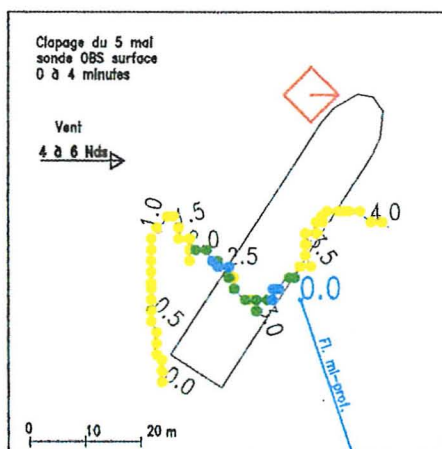 Clapage du 5 mai
sonde OBS surface
0 à 4 minutes
Vent
4 à 6 Nds
1.0
1.5
2.0
2.5
3.5
4.0
0.5
3.0
0.0
0.0
Fl. mi-prof.
0 10 20 m